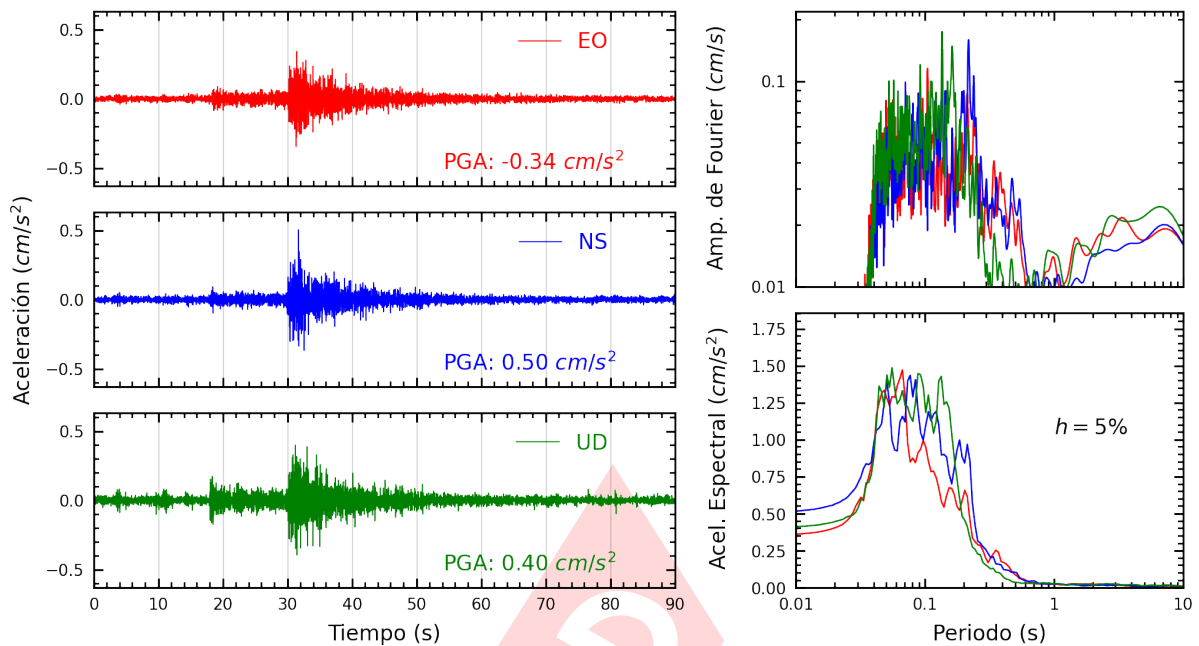 Aceleración (cm/s²)
0.5
0.0
−0.5
EO
PGA: -0.34 cm/s²
0.5
0.0
−0.5
NS
PGA: 0.50 cm/s²
0.5
0.0
−0.5
UD
PGA: 0.40 cm/s²
0 10 20 30 40 50 60 70 80 90
Tiempo (s)
Amp. de Fourier (cm/s)
0.1
0.01
Acel. Espectral (cm/s²)
1.75
1.50
1.25
1.00
0.75
0.50
0.25
0.00
h = 5%
0.01 0.1 1 10
Periodo (s)